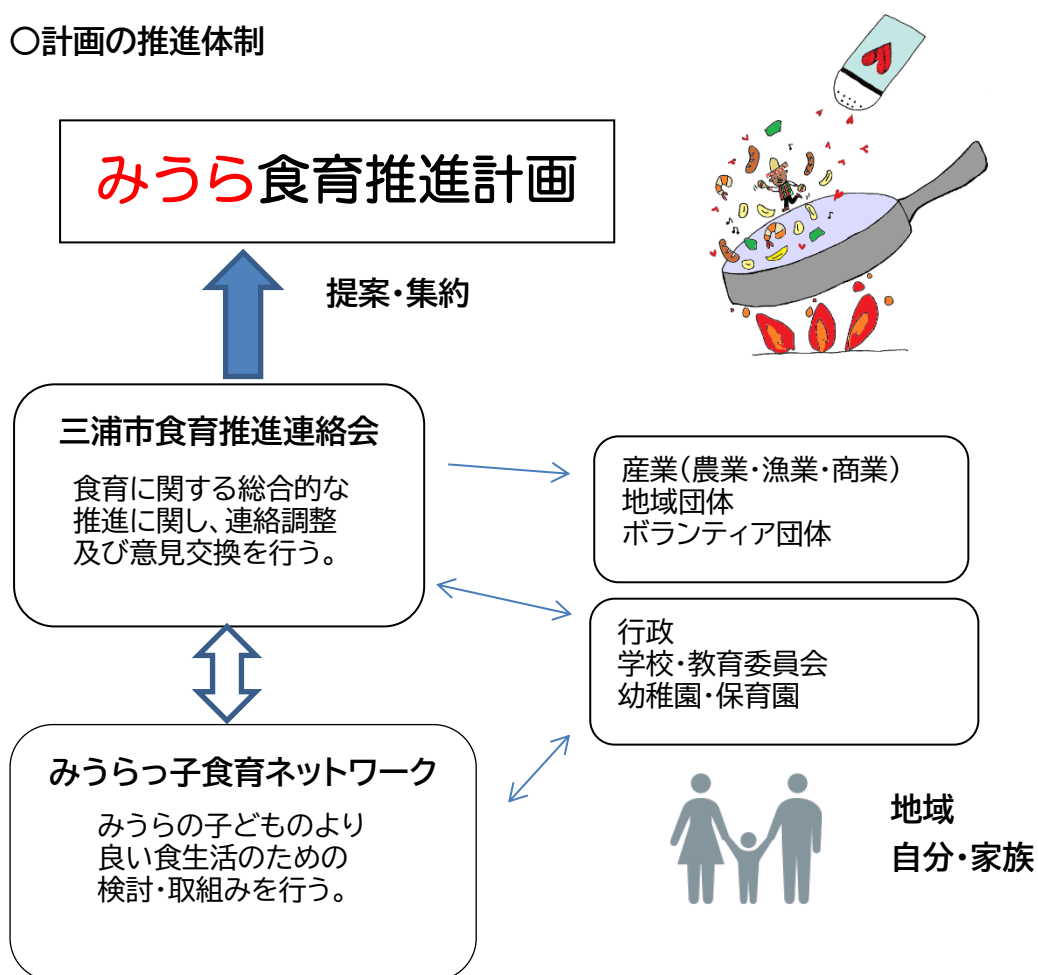 〇計画の推進体制
みうら食育推進計画
提案・集約
三浦市食育推進連絡会
食育に関する総合的な
推進に関し、連絡調整
及び意見交換を行う。
産業(農業・漁業・商業)
地域団体
ボランティア団体
行政
学校・教育委員会
幼稚園・保育園
みうらっ子食育ネットワーク
みうらの子どものより
良い食生活のための
検討・取組みを行う。
地域
自分・家族